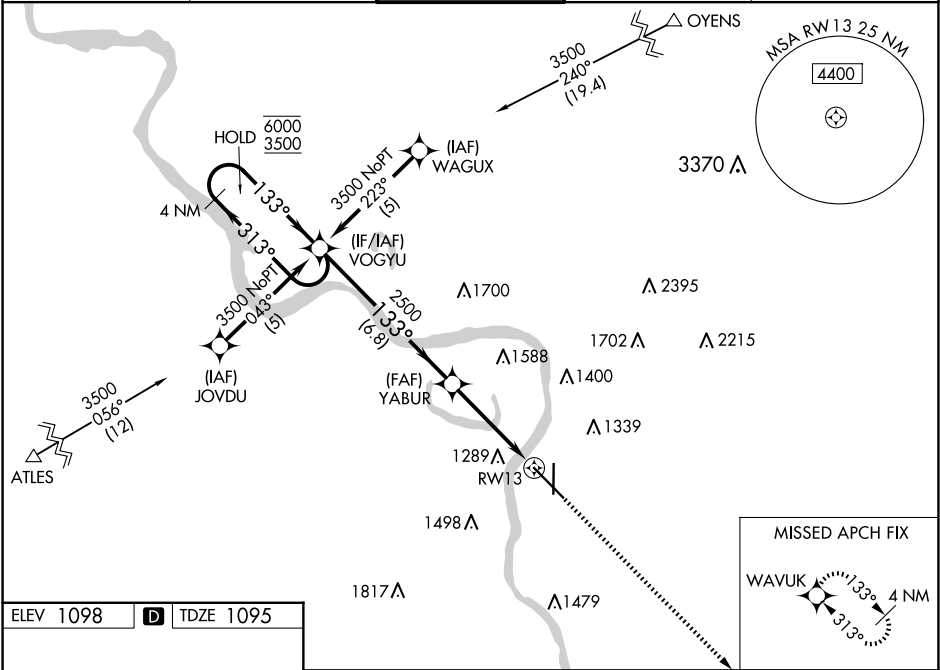 OYENS
3500
240°
(19.4)
MSA RW13 25 NM
4400
HOLD
6000
3500
4 NM
133°
313°
3500 NoPT
223°
(5)
(IAF)
WAGUX
3370
(IF/IAF)
VOGYU
3500 NoPT
043°
(5)
(IAF)
JOVDU
2500
133°
(6.8)
1700
2395
1702
2215
1588
1400
(FAF)
YABUR
1339
3500
056°
(12)
ATLES
1289
RW13
1498
1817
1479
MISSED APCH FIX
WAVUK
133°
4 NM
313°
ELEV 1098 D TDZE 1095